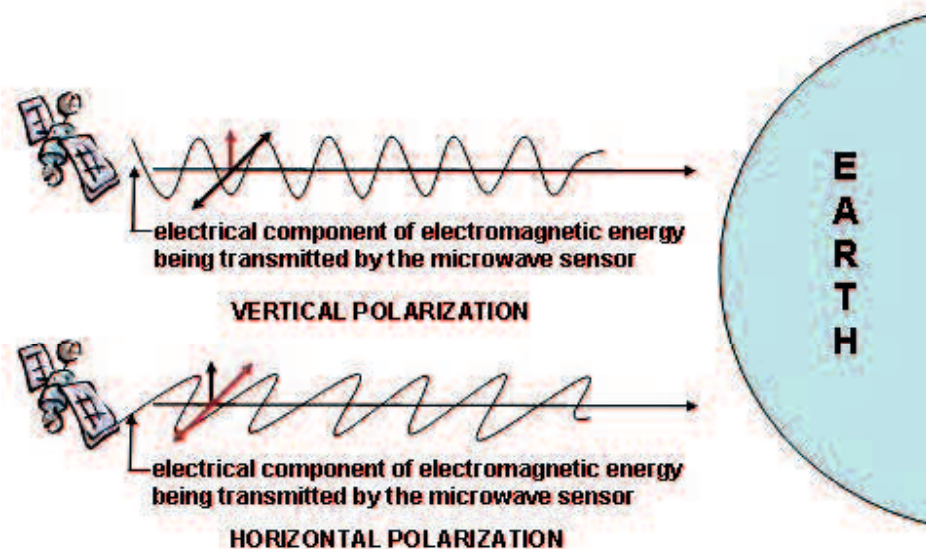 electrical component of electromagnetic energy
being transmitted by the microwave sensor
VERTICAL POLARIZATION
electrical component of electromagnetic energy
being transmitted by the microwave sensor
HORIZONTAL POLARIZATION
EARTH